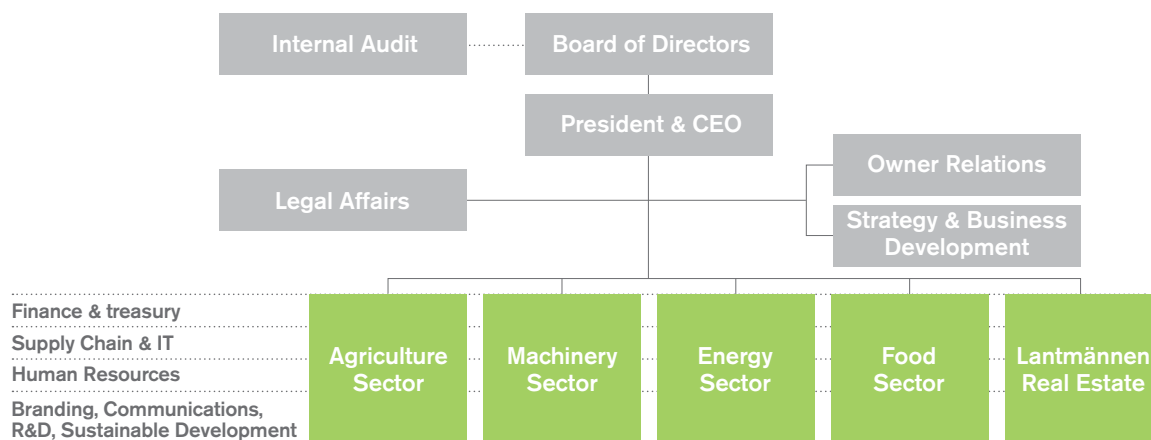 Internal Audit
Board of Directors
President & CEO
Owner Relations
Legal Affairs
Strategy & Business
Development
Finance & treasury
Supply Chain & IT
Human Resources
Branding, Communications,
R&D, Sustainable Development
Agriculture
Sector
Machinery
Sector
Energy
Sector
Food
Sector
Lantmännen
Real Estate